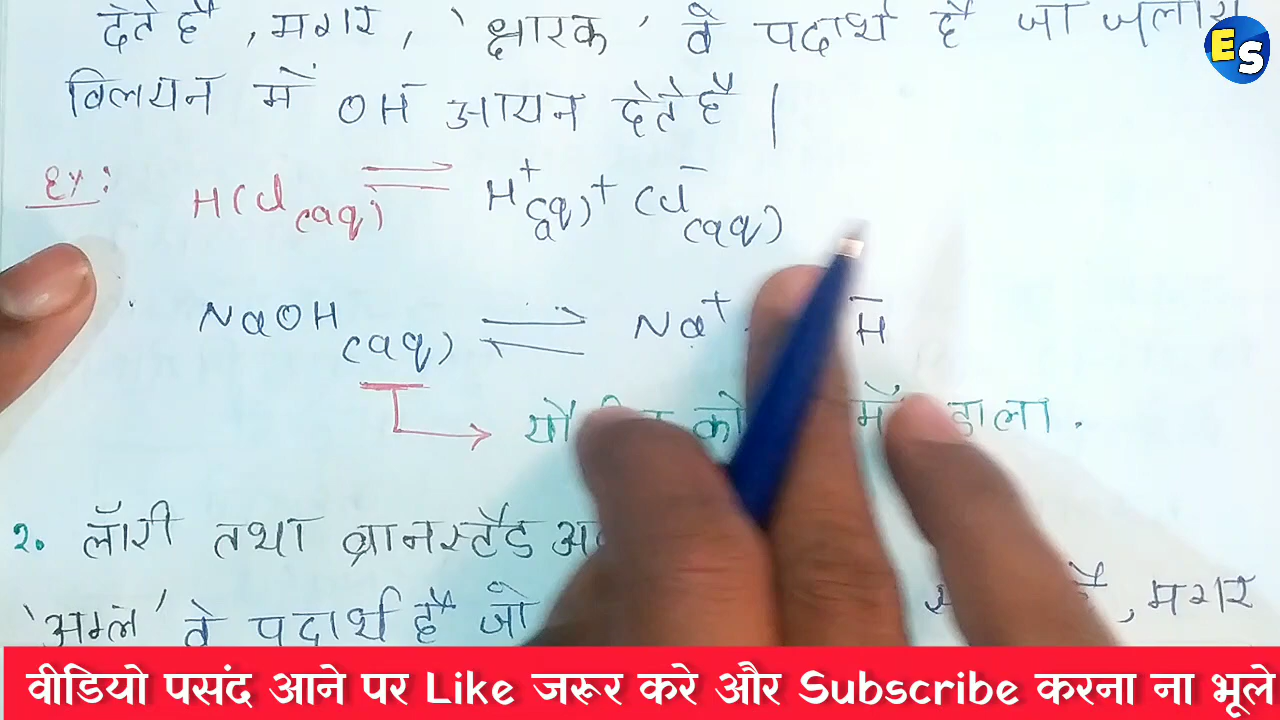 देते हैं, मगर, 'क्षारक' वे पदार्थ हैं जो जलीय
विलयन में OH⁻ आयन देते हैं |
ES
Ex: HCl(aq) ⇌ H⁺(aq) + Cl⁻(aq)
NaOH(aq) ⇌ Na⁺ H⁻
को में डाला.
२. लॉरी तथा ब्रानस्टैड
'अम्ल' वे पदार्थ हैं जो है, मगर
वीडियो पसंद आने पर Like जरूर करे और Subscribe करना ना भूले